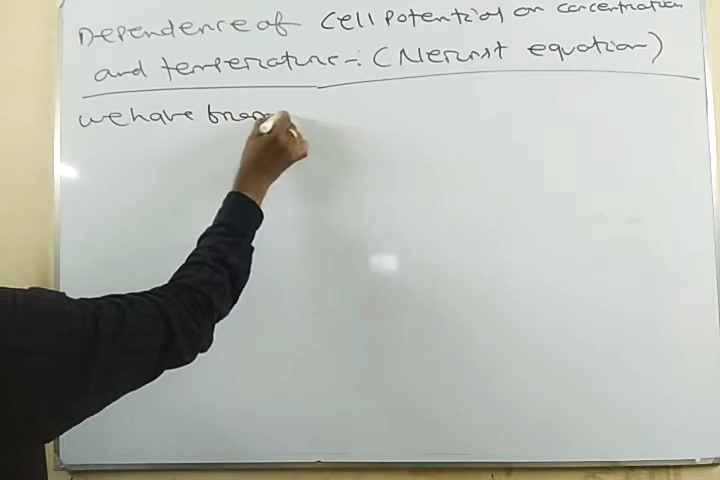 Dependence of Cell Potential on concentration
and temperature -: (Nernst equation)
we have